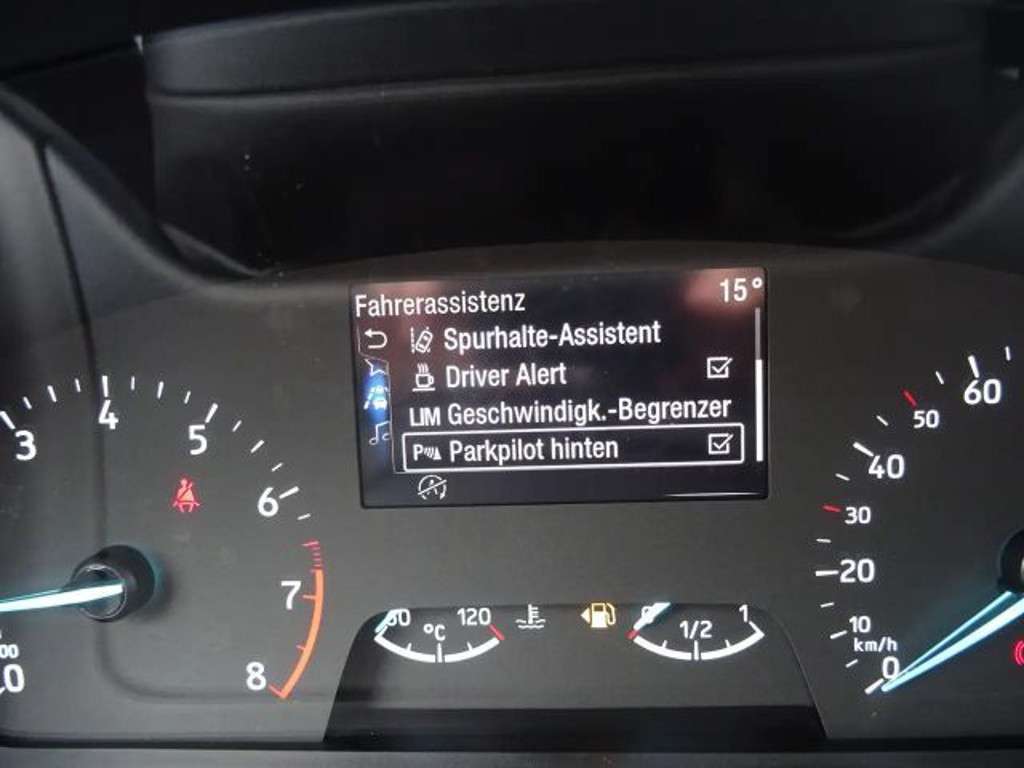 Fahrerassistenz 15°
Spurhalte-Assistent
Driver Alert
LIM Geschwindigk.-Begrenzer
P Parkpilot hinten
3
4
5
6
7
8
60
50
40
30
20
10
km/h
0
120
°C
0
1/2
1